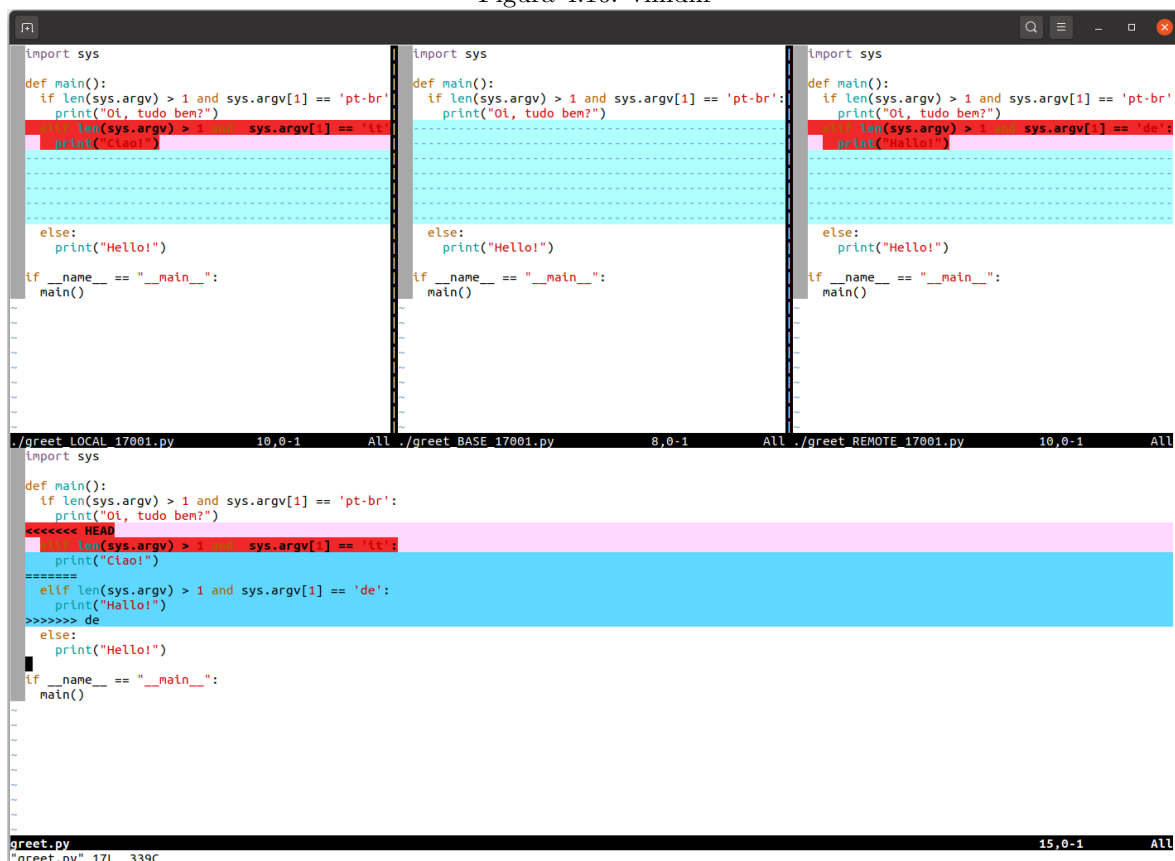 Figura 4.10: vimdiff
import sys
def main():
if len(sys.argv) > 1 and sys.argv[1] == 'pt-br'
print("Oi, tudo bem?")
elif len(sys.argv) > 1 and  sys.argv[1] == 'it'
print("Ciao!")
else:
print("Hello!")
if __name__ == "__main__":
main()
~
~
~
~
~
~
~
~
~
./greet_LOCAL_17001.py 10,0-1 All
import sys
def main():
if len(sys.argv) > 1 and sys.argv[1] == 'pt-br':
print("Oi, tudo bem?")
else:
print("Hello!")
if __name__ == "__main__":
main()
~
~
~
~
~
~
~
~
~
./greet_BASE_17001.py 8,0-1 All
import sys
def main():
if len(sys.argv) > 1 and sys.argv[1] == 'pt-br'
print("Oi, tudo bem?")
elif len(sys.argv) > 1 and sys.argv[1] == 'de':
print("Hallo!")
else:
print("Hello!")
if __name__ == "__main__":
main()
~
~
~
~
~
~
~
~
~
./greet_REMOTE_17001.py 10,0-1 All
import sys
def main():
if len(sys.argv) > 1 and sys.argv[1] == 'pt-br':
print("Oi, tudo bem?")
<<<<<<< HEAD
elif len(sys.argv) > 1 and  sys.argv[1] == 'it':
print("Ciao!")
=======
elif len(sys.argv) > 1 and sys.argv[1] == 'de':
print("Hallo!")
>>>>>>> de
else:
print("Hello!")
if __name__ == "__main__":
main()
~
~
~
~
~
~
~
~
~
greet.py 15,0-1 All
"greet.py" 17L, 339C